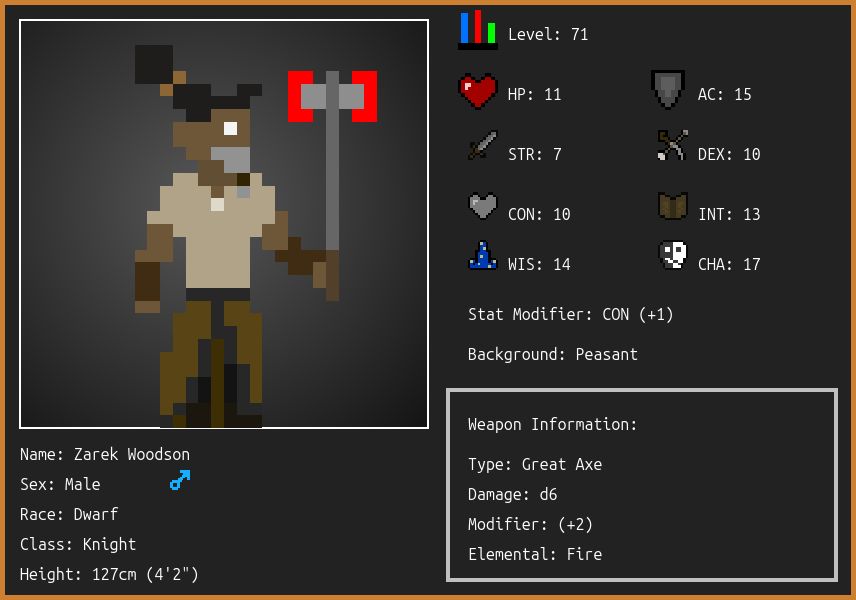 Level: 71
HP: 11
AC: 15
STR: 7
DEX: 10
CON: 10
INT: 13
WIS: 14
CHA: 17
Stat Modifier: CON (+1)
Background: Peasant
Weapon Information:
Type: Great Axe
Damage: d6
Modifier: (+2)
Elemental: Fire
Name: Zarek Woodson
Sex: Male
Race: Dwarf
Class: Knight
Height: 127cm (4'2")